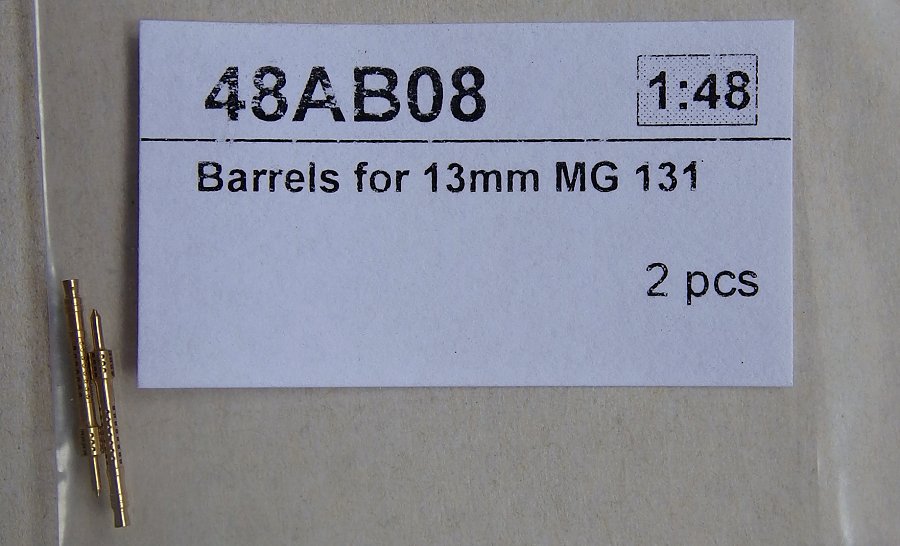 48AB08 1:48
Barrels for 13mm MG 131
2 pcs